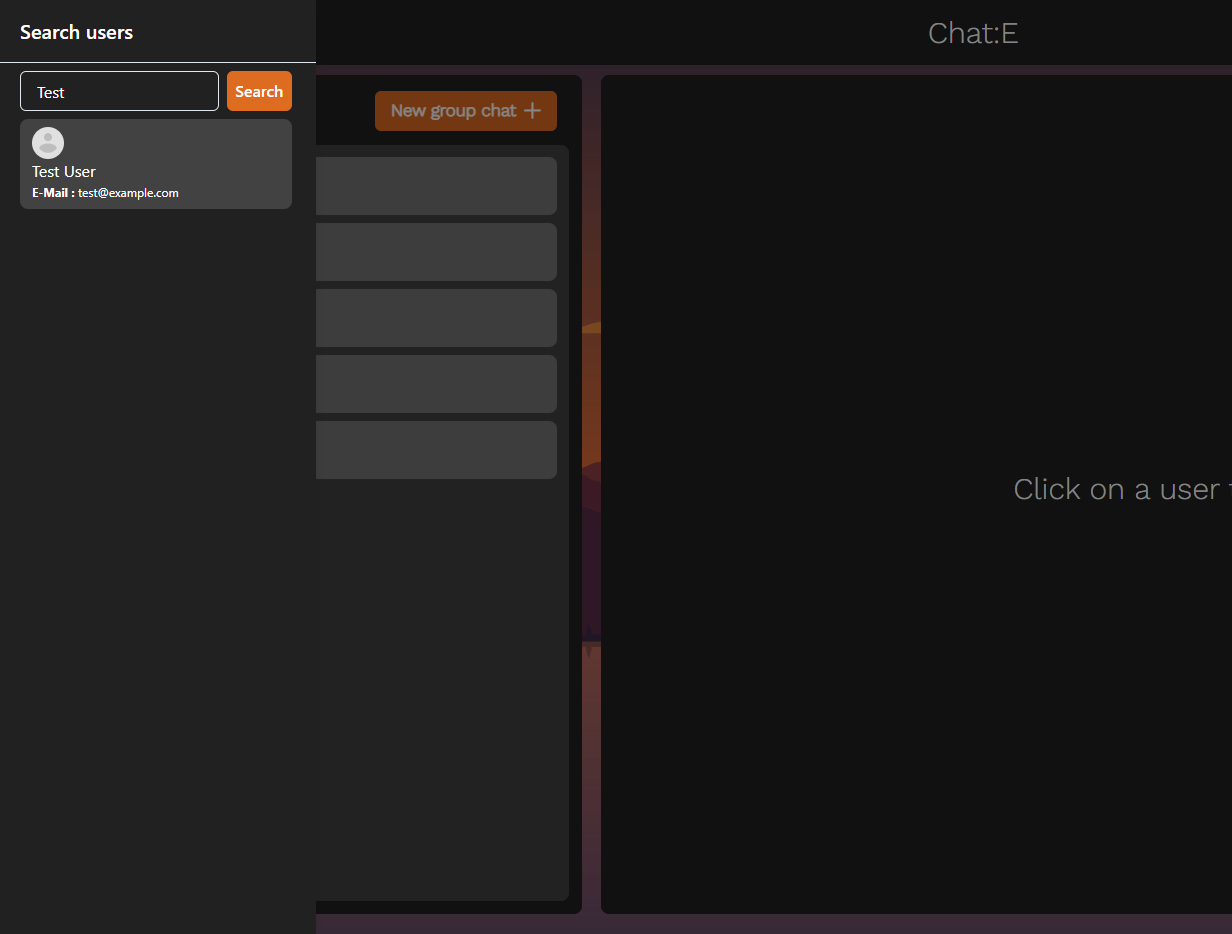 Search users
Chat:E
Test
Search
New group chat
Test User
E-Mail : test@example.com
Click on a user